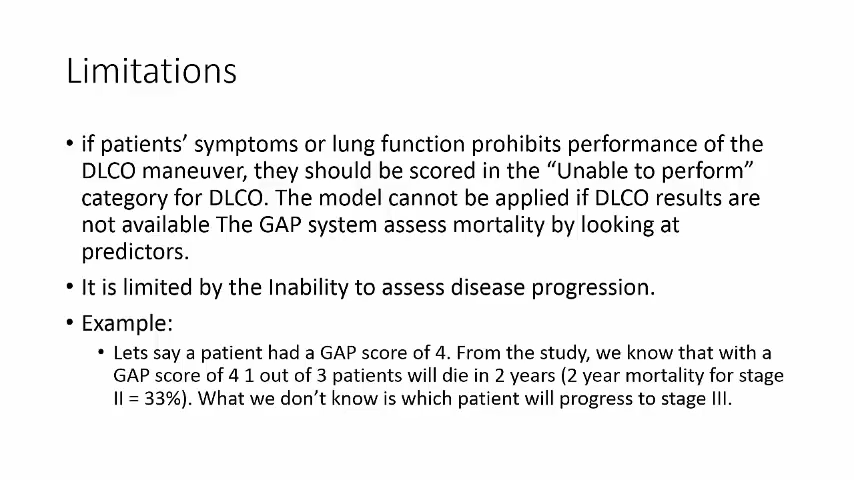 Limitations
• if patients’ symptoms or lung function prohibits performance of the
DLCO maneuver, they should be scored in the “Unable to perform”
category for DLCO. The model cannot be applied if DLCO results are
not available The GAP system assess mortality by looking at
predictors.
• It is limited by the Inability to assess disease progression.
• Example:
• Lets say a patient had a GAP score of 4. From the study, we know that with a
GAP score of 4 1 out of 3 patients will die in 2 years (2 year mortality for stage
II = 33%). What we don’t know is which patient will progress to stage III.